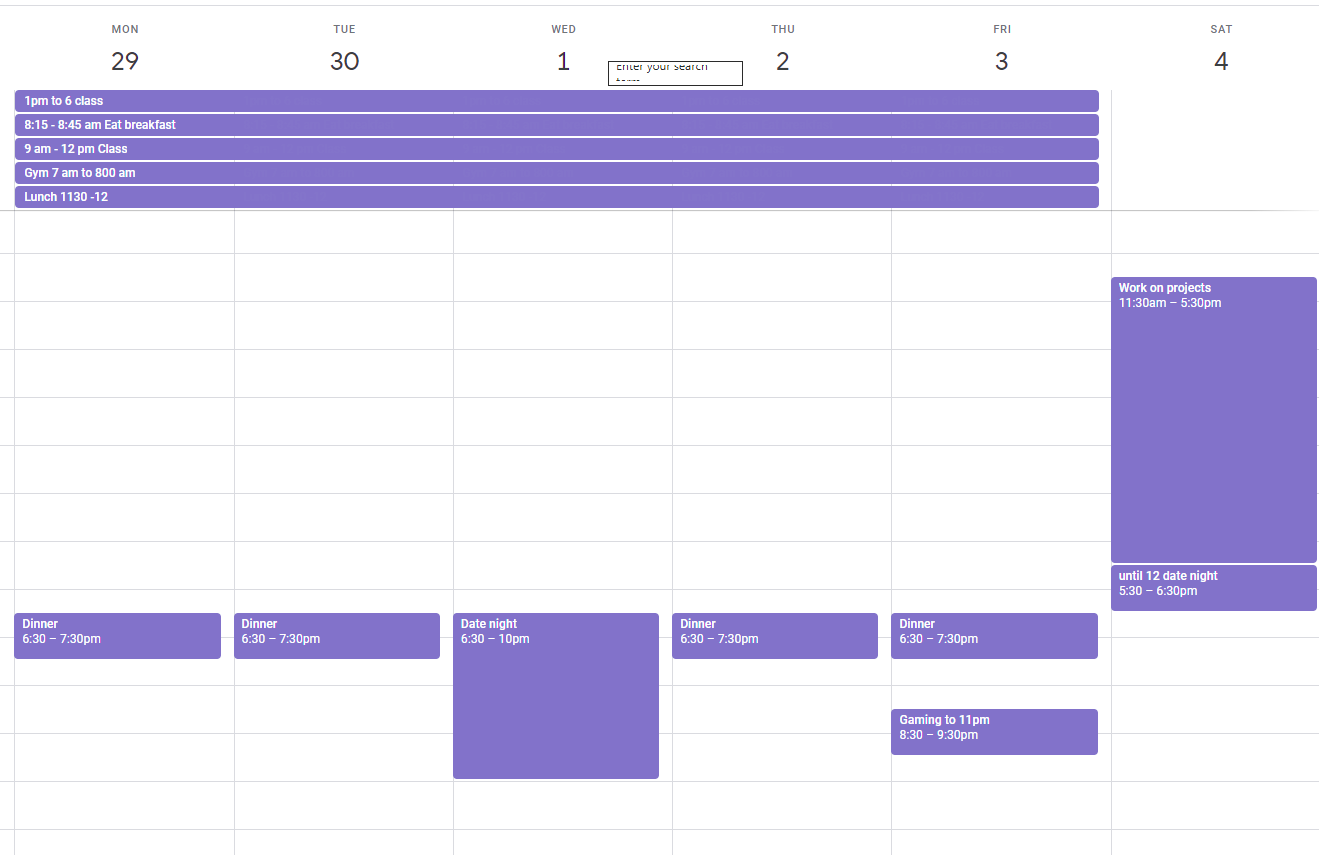 MON TUE WED THU FRI SAT
29 30 1 2 3 4
Enter your search
term
1pm to 6 class
8:15 - 8:45 am Eat breakfast
9 am - 12 pm Class
Gym 7 am to 800 am
Lunch 1130 -12
Work on projects
11:30am – 5:30pm
until 12 date night
5:30 – 6:30pm
Dinner
6:30 – 7:30pm
Dinner
6:30 – 7:30pm
Date night
6:30 – 10pm
Dinner
6:30 – 7:30pm
Dinner
6:30 – 7:30pm
Gaming to 11pm
8:30 – 9:30pm